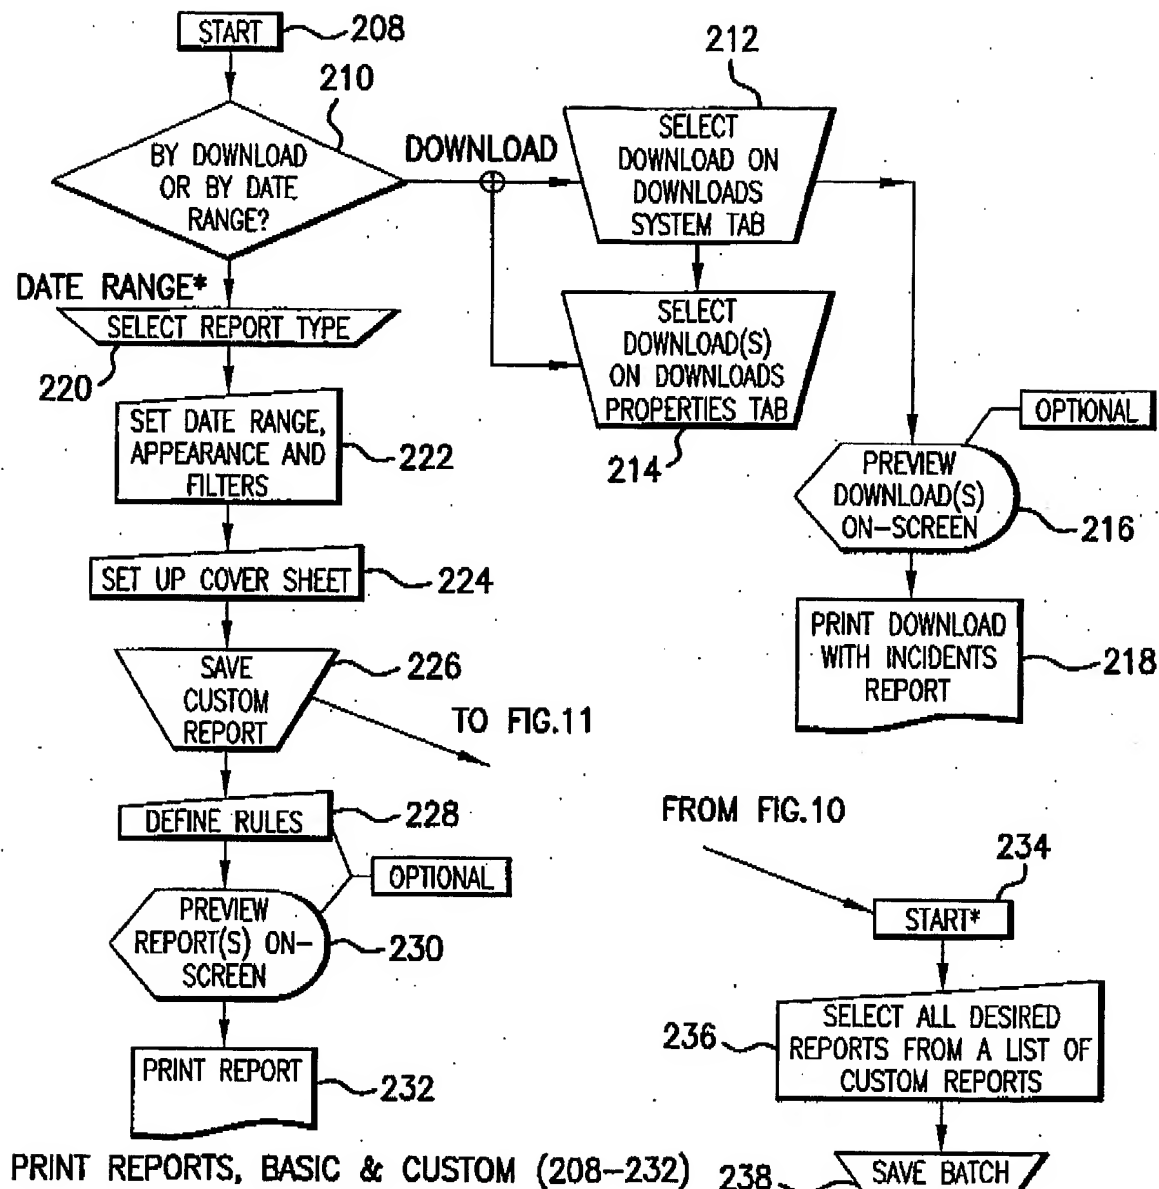 START
208
210
BY DOWNLOAD
OR BY DATE
RANGE?
DOWNLOAD
212
SELECT
DOWNLOAD ON
DOWNLOADS
SYSTEM TAB
SELECT
DOWNLOAD(S)
ON DOWNLOADS
PROPERTIES TAB
214
OPTIONAL
PREVIEW
DOWNLOAD(S)
ON-SCREEN
216
PRINT DOWNLOAD
WITH INCIDENTS
REPORT
218
DATE RANGE*
SELECT REPORT TYPE
220
SET DATE RANGE,
APPEARANCE AND
FILTERS
222
SET UP COVER SHEET
224
SAVE
CUSTOM
REPORT
226
TO FIG.11
DEFINE RULES
228
OPTIONAL
PREVIEW
REPORT(S) ON-
SCREEN
230
PRINT REPORT
232
PRINT REPORTS, BASIC & CUSTOM (208-232)
FROM FIG.10
234
START*
236
SELECT ALL DESIRED
REPORTS FROM A LIST OF
CUSTOM REPORTS
238
SAVE BATCH